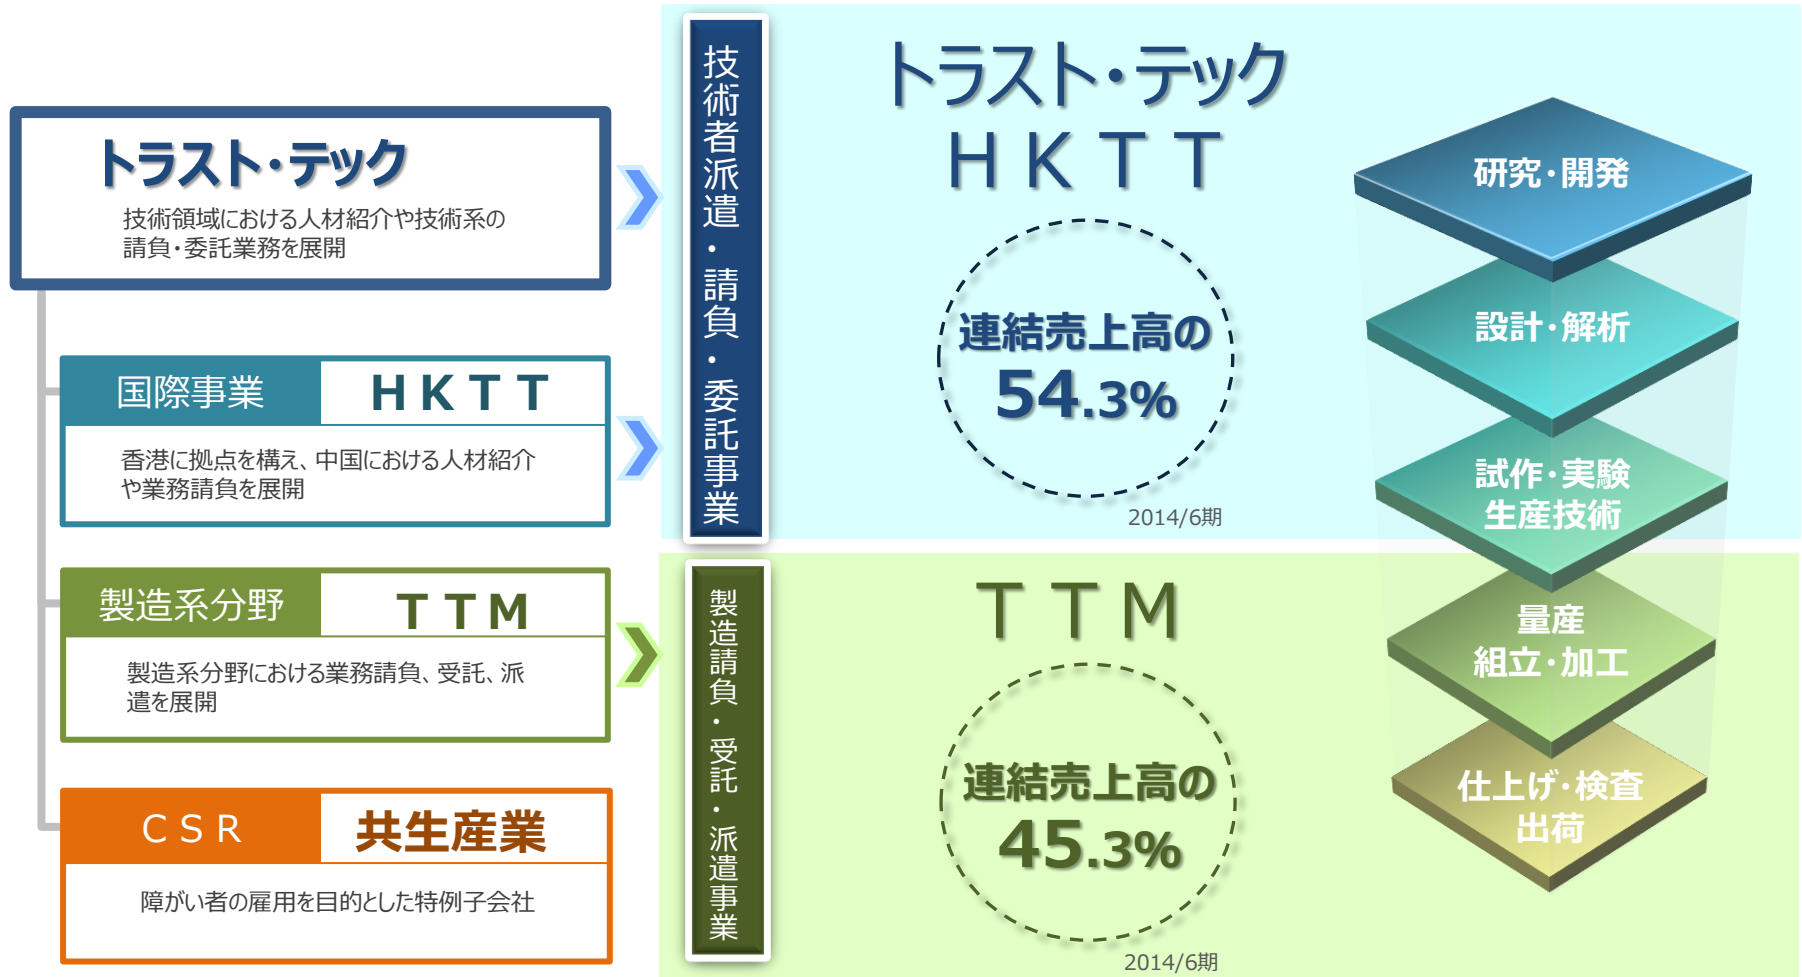 トラスト・テック
技術領域における人材紹介や技術系の
請負・委託業務を展開
国際事業
ＨＫＴＴ
香港に拠点を構え、中国における人材紹介
や業務請負を展開
製造系分野
ＴＴＭ
製造系分野における業務請負、受託、派
遣を展開
ＣＳＲ
共生産業
障がい者の雇用を目的とした特例子会社
技術者派遣・請負・委託事業
トラスト・テック
ＨＫＴＴ
連結売上高の
54.3%
2014/6期
製造請負・受託・派遣事業
ＴＴＭ
連結売上高の
45.3%
2014/6期
研究・開発
設計・解析
試作・実験
生産技術
量産
組立・加工
仕上げ・検査
出荷